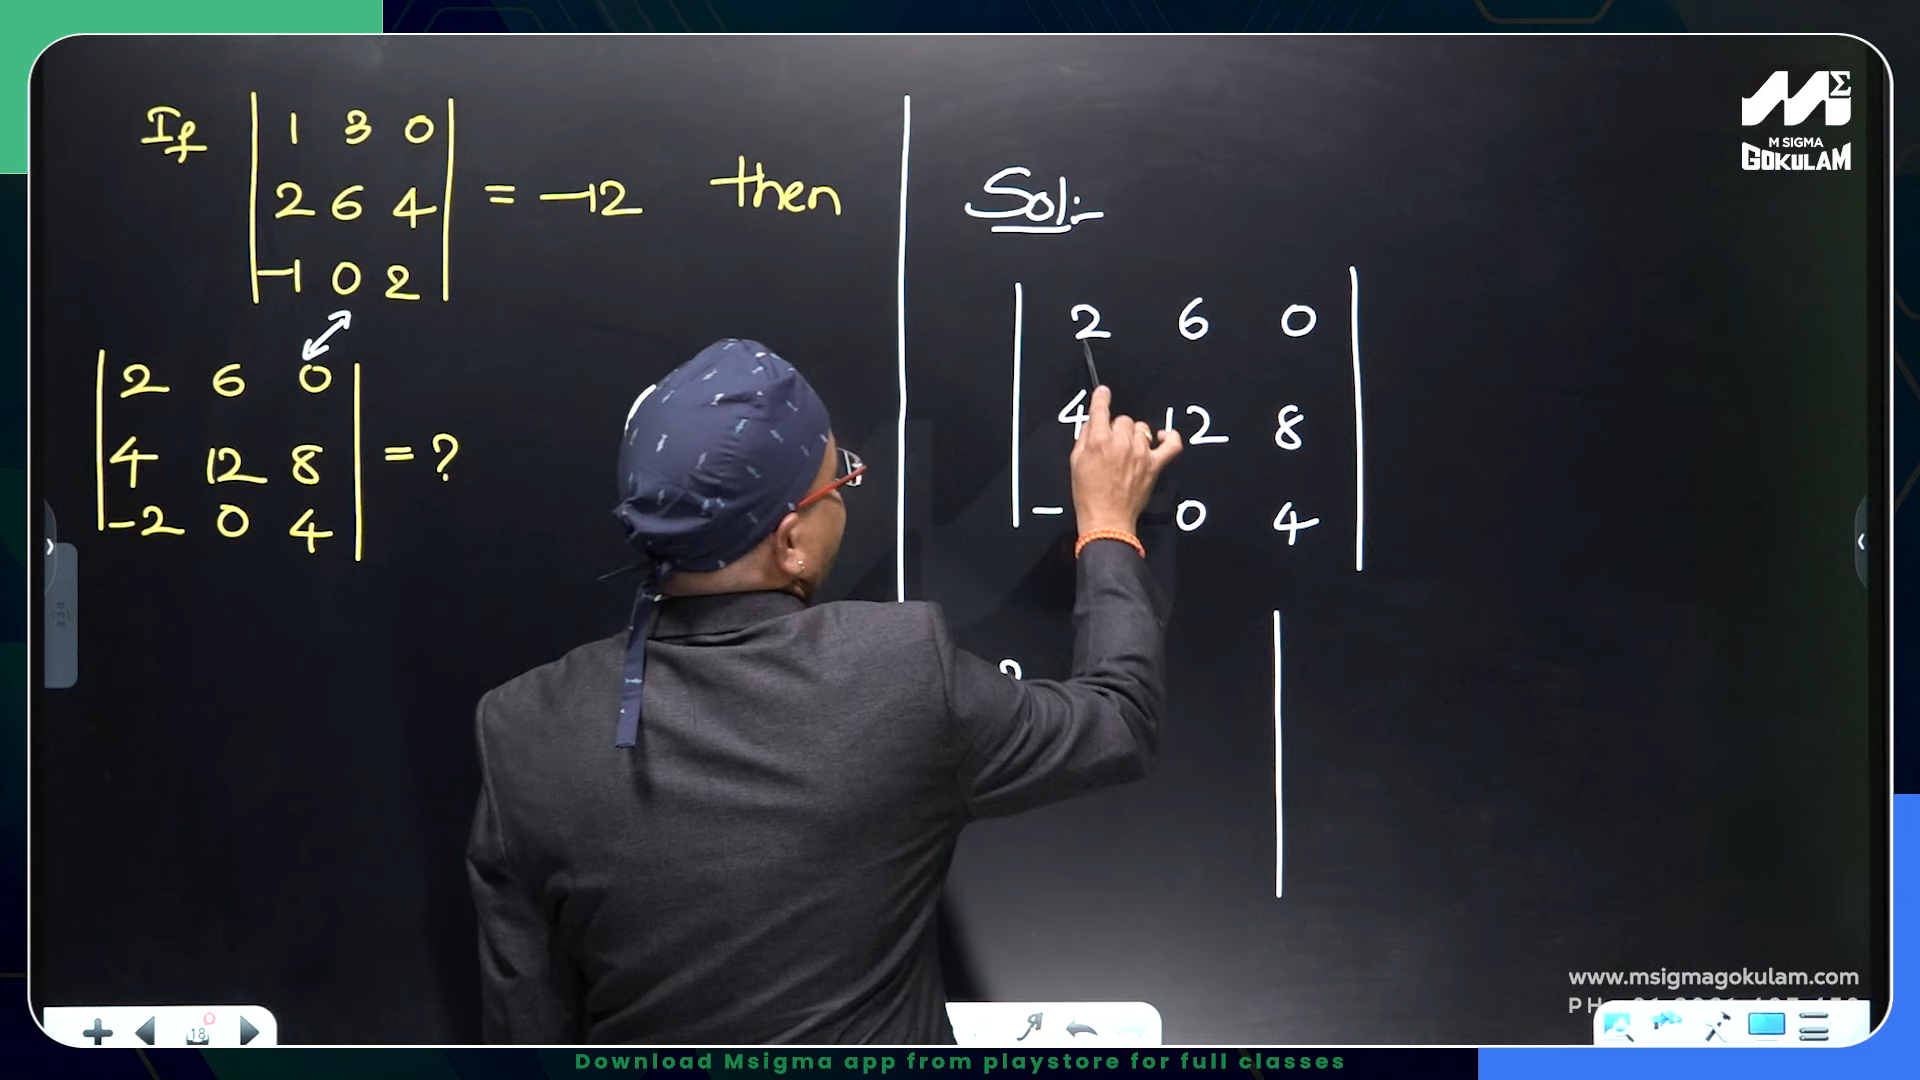 If
1 3 0
2 6 4 = -12 then
-1 0 2
2 6 0
4 12 8 = ?
-2 0 4
Sol:-
2 6 0
4 12 8
- 0 4
M Σ
M SIGMA
GOKULAM
www.msigmagokulam.com
18
Download Msigma app from playstore for full classes